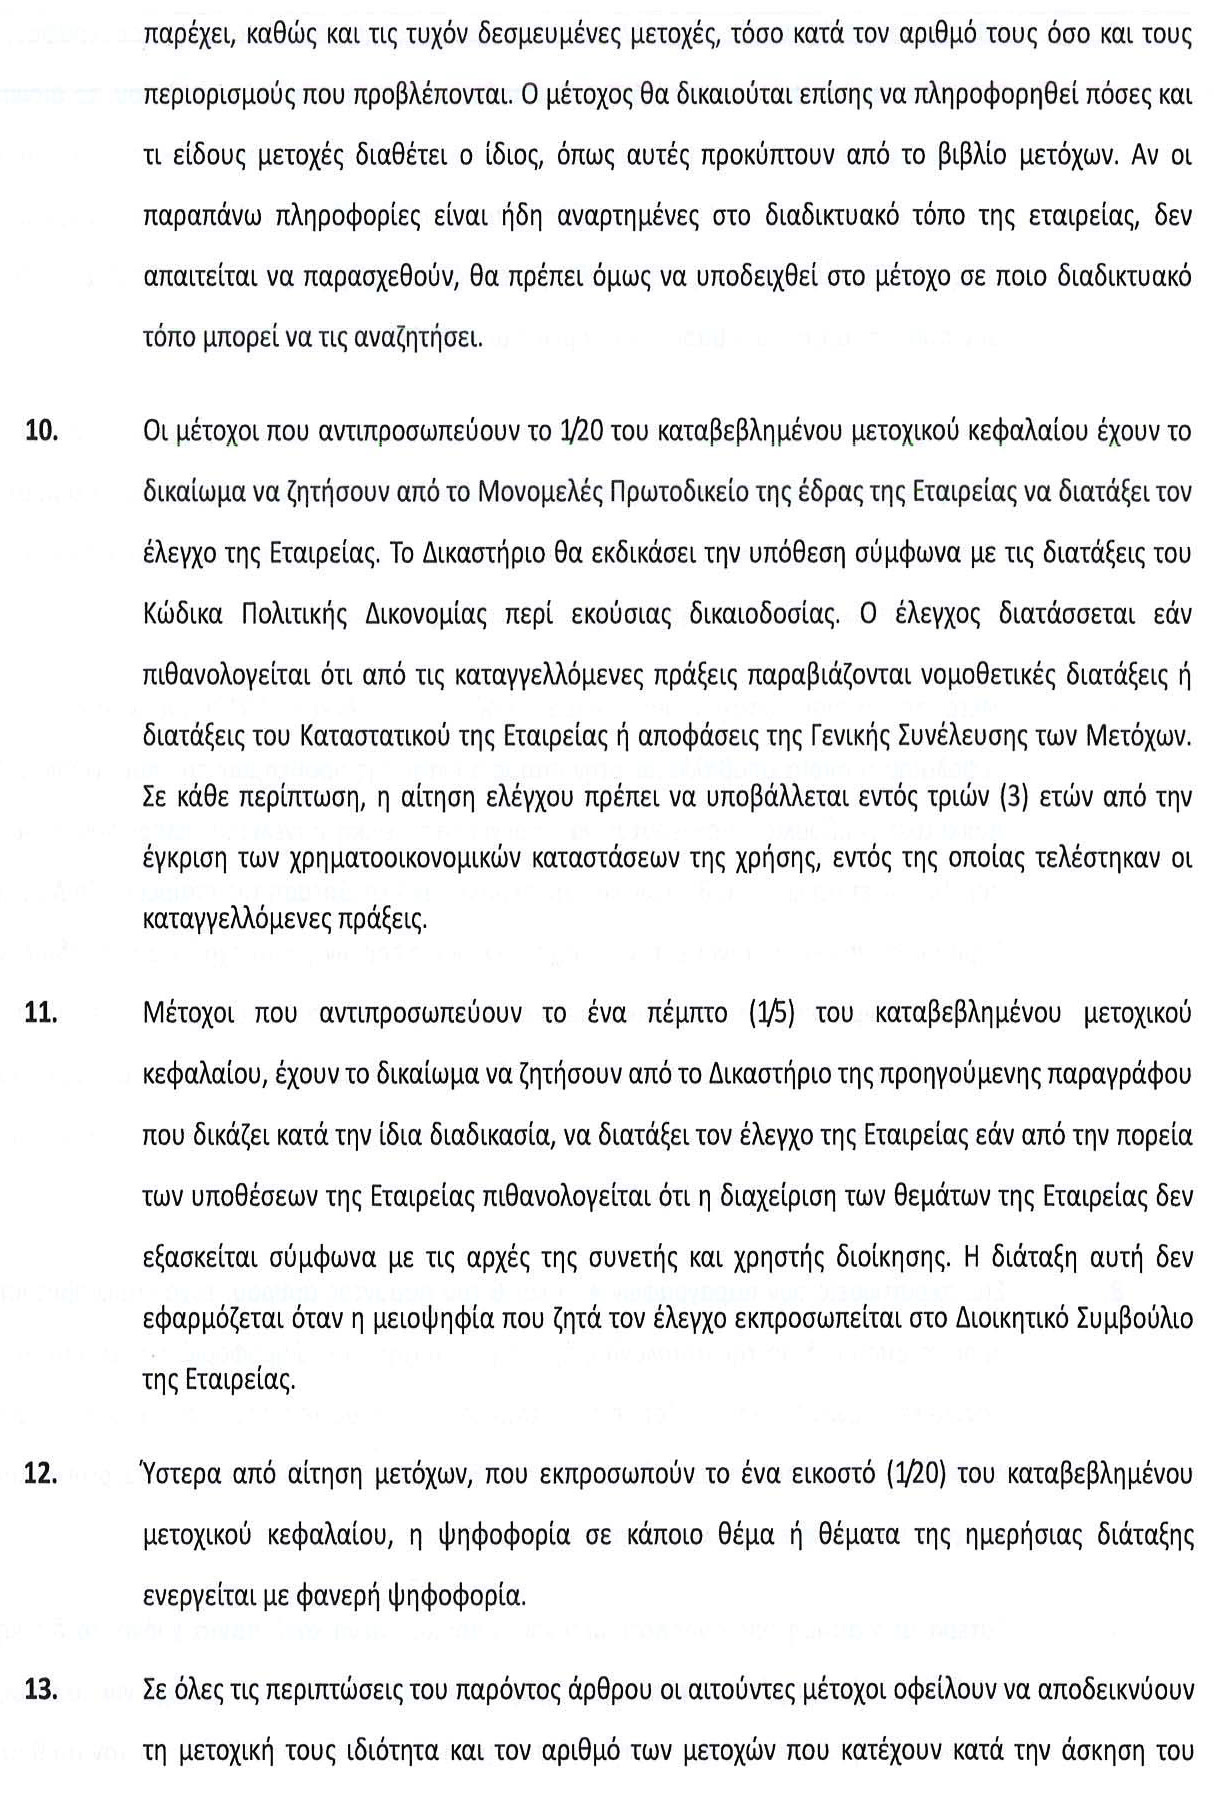 παρέχει, καθώς και τις τυχόν δεσμευμένες μετοχές, τόσο κατά τον αριθμό τους όσο και τους
περιορισμούς που προβλέπονται. Ο μέτοχος θα δικαιούται επίσης να πληροφορηθεί πόσες και
τι είδους μετοχές διαθέτει ο ίδιος, όπως αυτές προκύπτουν από το βιβλίο μετόχων. Αν οι
παραπάνω πληροφορίες είναι ήδη αναρτημένες στο διαδικτυακό τόπο της εταιρείας, δεν
απαιτείται να παρασχεθούν, θα πρέπει όμως να υποδειχθεί στο μέτοχο σε ποιο διαδικτυακό
τόπο μπορεί να τις αναζητήσει.
10. Οι μέτοχοι που αντιπροσωπεύουν το 1/20 του καταβεβλημένου μετοχικού κεφαλαίου έχουν το
δικαίωμα να ζητήσουν από το Μονομελές Πρωτοδικείο της έδρας της Εταιρείας να διατάξει τον
έλεγχο της Εταιρείας. Το Δικαστήριο θα εκδικάσει την υπόθεση σύμφωνα με τις διατάξεις του
Κώδικα Πολιτικής Δικονομίας περί εκούσιας δικαιοδοσίας. Ο έλεγχος διατάσσεται εάν
πιθανολογείται ότι από τις καταγγελλόμενες πράξεις παραβιάζονται νομοθετικές διατάξεις ή
διατάξεις του Καταστατικού της Εταιρείας ή αποφάσεις της Γενικής Συνέλευσης των Μετόχων.
Σε κάθε περίπτωση, η αίτηση ελέγχου πρέπει να υποβάλλεται εντός τριών (3) ετών από την
έγκριση των χρηματοοικονομικών καταστάσεων της χρήσης, εντός της οποίας τελέστηκαν οι
καταγγελλόμενες πράξεις.
11. Μέτοχοι που αντιπροσωπεύουν το ένα πέμπτο (1/5) του καταβεβλημένου μετοχικού
κεφαλαίου, έχουν το δικαίωμα να ζητήσουν από το Δικαστήριο της προηγούμενης παραγράφου
που δικάζει κατά την ίδια διαδικασία, να διατάξει τον έλεγχο της Εταιρείας εάν από την πορεία
των υποθέσεων της Εταιρείας πιθανολογείται ότι η διαχείριση των θεμάτων της Εταιρείας δεν
εξασκείται σύμφωνα με τις αρχές της συνετής και χρηστής διοίκησης. Η διάταξη αυτή δεν
εφαρμόζεται όταν η μειοψηφία που ζητά τον έλεγχο εκπροσωπείται στο Διοικητικό Συμβούλιο
της Εταιρείας.
12. Ύστερα από αίτηση μετόχων, που εκπροσωπούν το ένα εικοστό (1/20) του καταβεβλημένου
μετοχικού κεφαλαίου, η ψηφοφορία σε κάποιο θέμα ή θέματα της ημερήσιας διάταξης
ενεργείται με φανερή ψηφοφορία.
13. Σε όλες τις περιπτώσεις του παρόντος άρθρου οι αιτούντες μέτοχοι οφείλουν να αποδεικνύουν
τη μετοχική τους ιδιότητα και τον αριθμό των μετοχών που κατέχουν κατά την άσκηση του